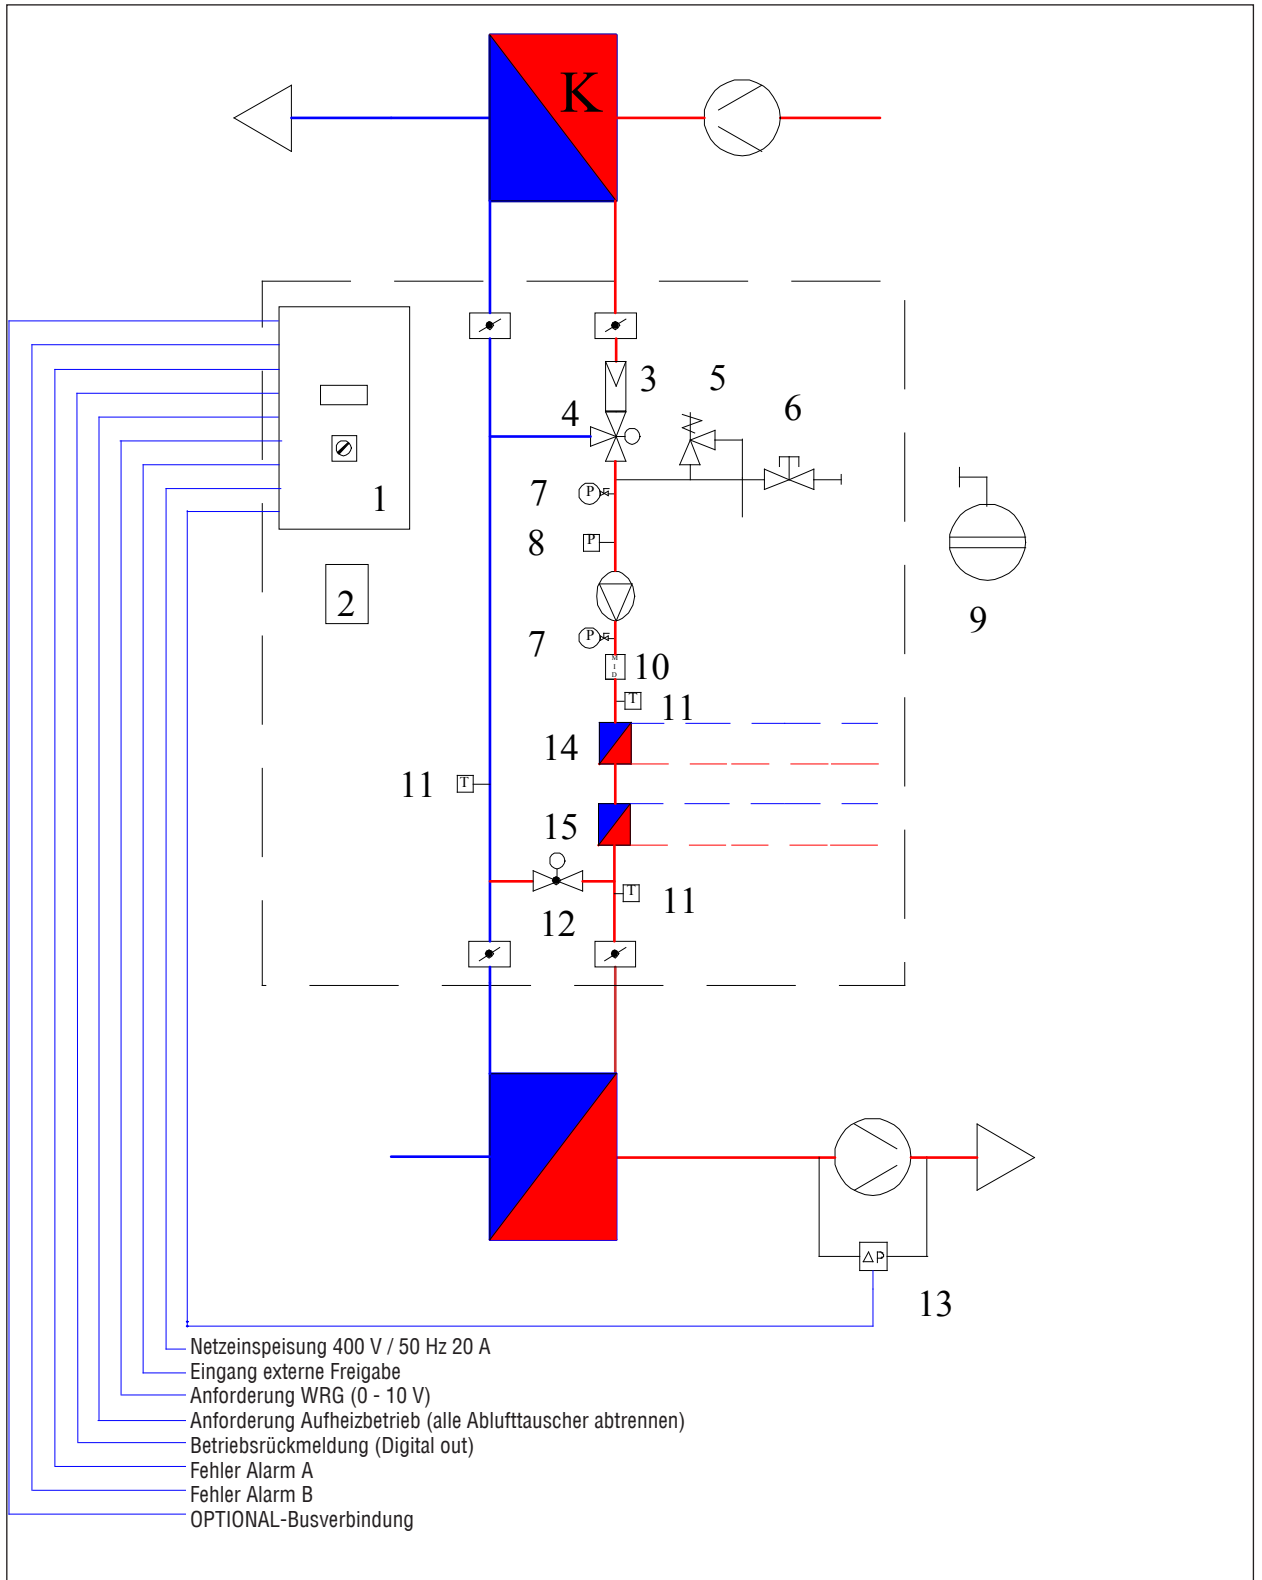 K
3
5
4
6
1
7
P
8
P
2
9
7
P
M
I
D
10
T
11
14
11
T
15
T
11
12
ΔP
13
Netzeinspeisung 400 V / 50 Hz 20 A
Eingang externe Freigabe
Anforderung WRG (0 - 10 V)
Anforderung Aufheizbetrieb (alle Ablufttauscher abtrennen)
Betriebsrückmeldung (Digital out)
Fehler Alarm A
Fehler Alarm B
OPTIONAL-Busverbindung